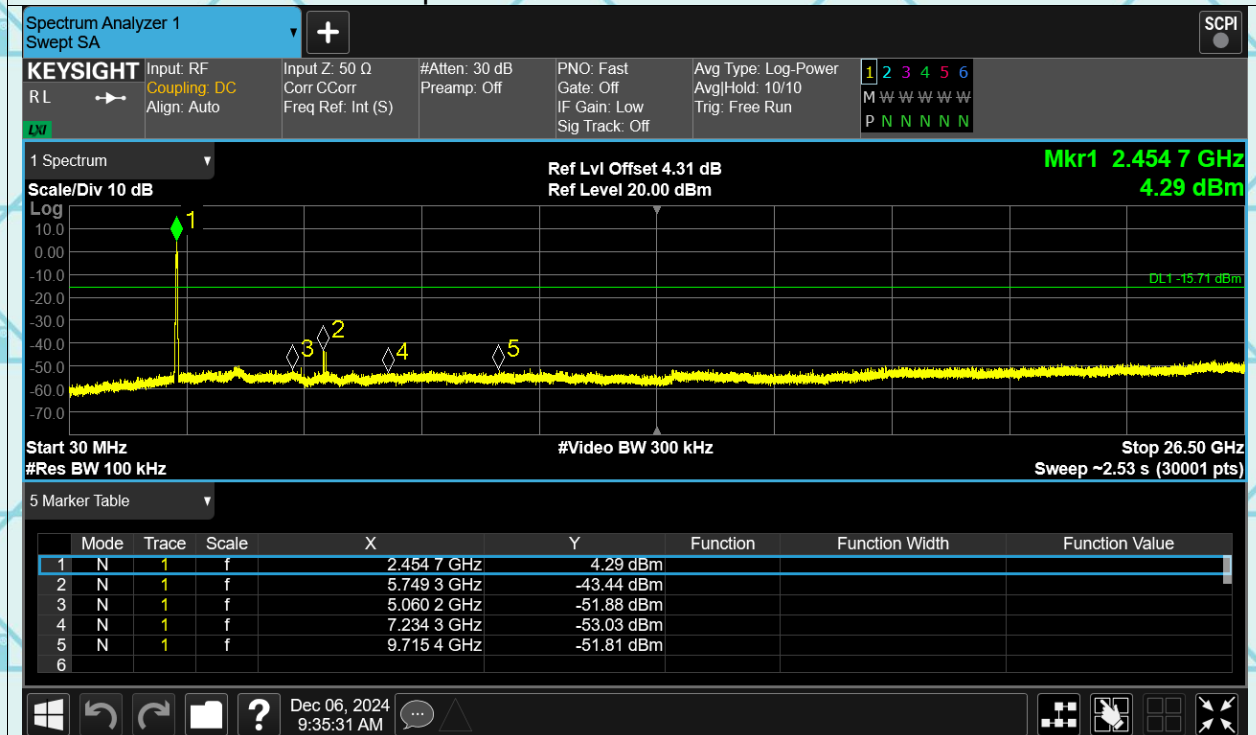 Spectrum Analyzer 1
Swept SA
+
SCPI
KEYSIGHT
RL
LXI
Input: RF
Coupling: DC
Align: Auto
Input Z: 50 Ω
Corr CCorr
Freq Ref: Int (S)
#Atten: 30 dB
Preamp: Off
PNO: Fast
Gate: Off
IF Gain: Low
Sig Track: Off
Avg Type: Log-Power
Avg|Hold: 10/10
Trig: Free Run
1 2 3 4 5 6
M W W W W W
P N N N N N
1 Spectrum
Scale/Div 10 dB
Log
Ref Lvl Offset 4.31 dB
Ref Level 20.00 dBm
Mkr1 2.454 7 GHz
4.29 dBm
10.0
0.00
-10.0
-20.0
-30.0
-40.0
-50.0
-60.0
-70.0
1
2
3
4
5
DL1 -15.71 dBm
Start 30 MHz
#Res BW 100 kHz
#Video BW 300 kHz
Stop 26.50 GHz
Sweep ~2.53 s (30001 pts)
5 Marker Table
Mode Trace Scale X Y Function Function Width Function Value
1 N 1 f 2.454 7 GHz 4.29 dBm
2 N 1 f 5.749 3 GHz -43.44 dBm
3 N 1 f 5.060 2 GHz -51.88 dBm
4 N 1 f 7.234 3 GHz -53.03 dBm
5 N 1 f 9.715 4 GHz -51.81 dBm
6
?
Dec 06, 2024
9:35:31 AM